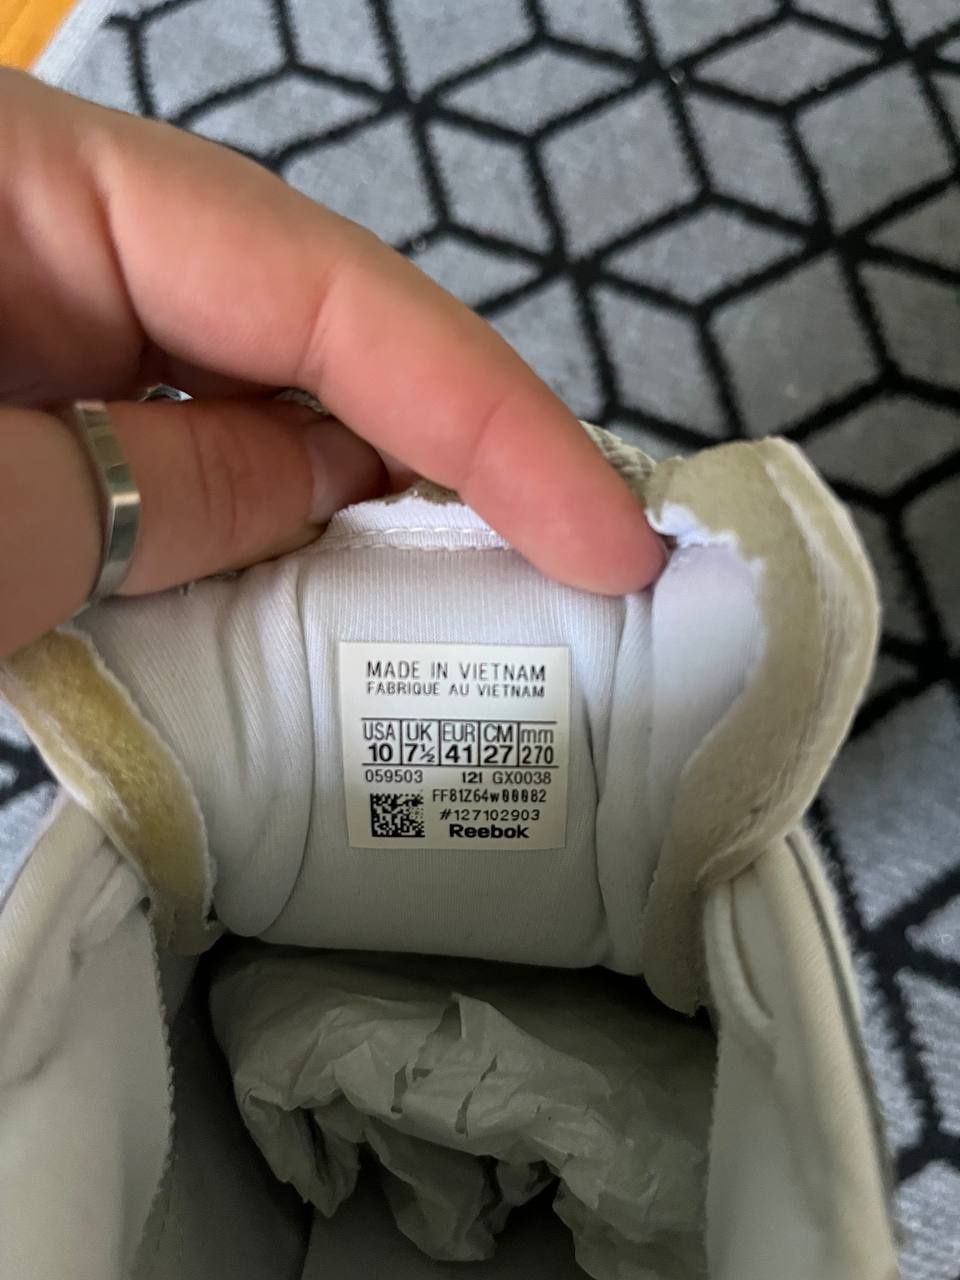 MADE IN VIETNAM
FABRIQUE AU VIETNAM
USA UK EUR CM mm
10 7½ 41 27 270
059503 12I GX0038
FF81Z64w00082
#127102903
Reebok